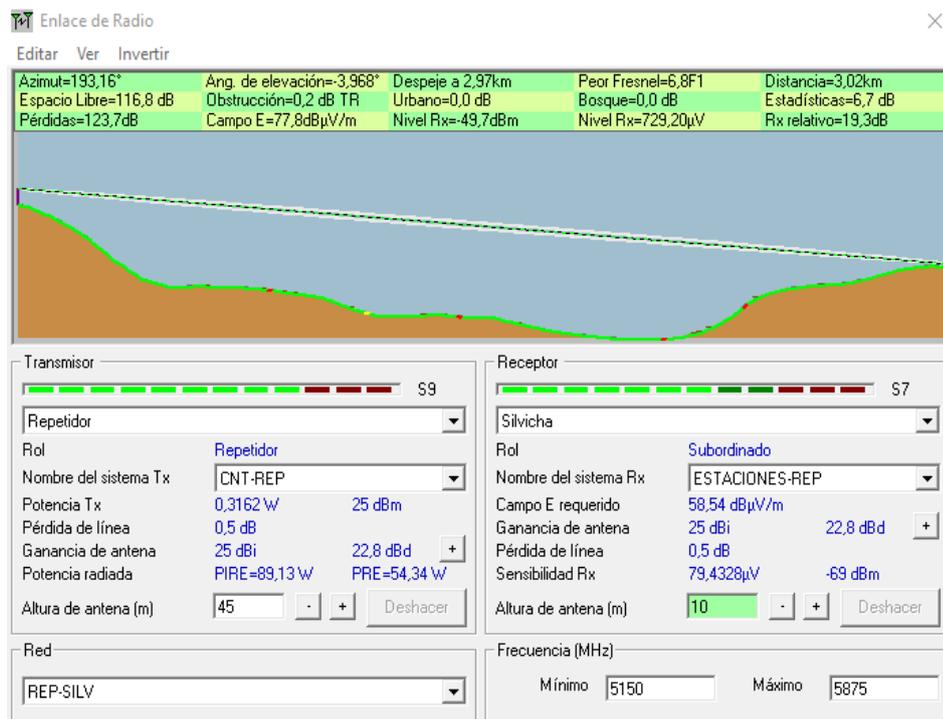 Enlace de Radio
Editar Ver Invertir
Azimut=193,16° Ang. de elevación=-3,968° Despeje a 2,97km Peor Fresnel=6,8F1 Distancia=3,02km
Espacio Libre=116,8 dB Obstrucción=0,2 dB TR Urbano=0,0 dB Bosque=0,0 dB Estadísticas=6,7 dB
Pérdidas=123,7dB Campo E=77,8dBµV/m Nivel Rx=-49,7dBm Nivel Rx=729,20µV Rx relativo=19,3dB
Transmisor
S9
Repetidor
Rol Repetidor
Nombre del sistema Tx CNT-REP
Potencia Tx 0,3162 W 25 dBm
Pérdida de línea 0,5 dB
Ganancia de antena 25 dBi 22,8 dBd +
Potencia radiada PIRE=89,13 W PRE=54,34 W
Altura de antena (m) 45 - + Deshacer
Red
REP-SILV
Receptor
S7
Silvicha
Rol Subordinado
Nombre del sistema Rx ESTACIONES-REP
Campo E requerido 58,54 dBµV/m
Ganancia de antena 25 dBi 22,8 dBd +
Pérdida de línea 0,5 dB
Sensibilidad Rx 79,4328µV -69 dBm
Altura de antena (m) 10 - + Deshacer
Frecuencia (MHz)
Mínimo 5150 Máximo 5875